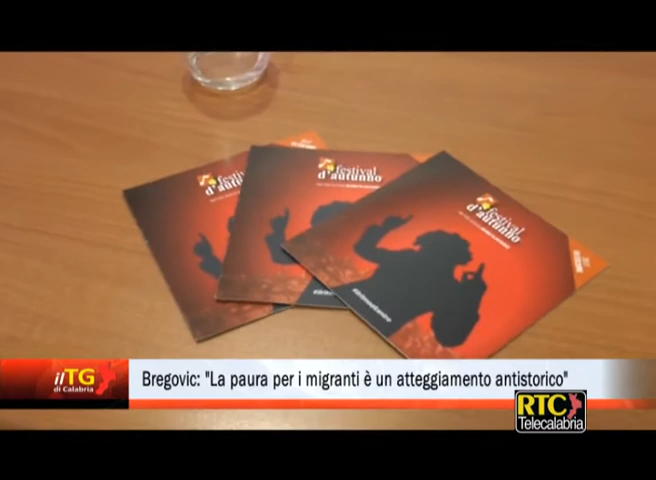 festival
d'autunno
festival
d'autunno
festival
d'autunno
ilTG
di Calabria
Bregovic: "La paura per i migranti è un atteggiamento antistorico"
RTC
Telecalabria